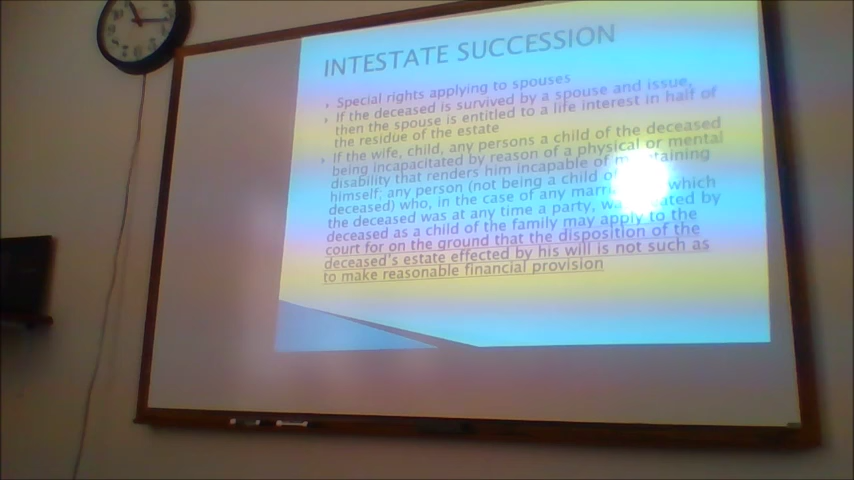 INTESTATE SUCCESSION
Special rights applying to spouses
If the deceased is survived by a spouse and issue,
then the spouse is entitled to a life interest in half of
the residue of the estate
If the wife, child, any persons a child of the deceased
being incapacitated by reason of a physical or mental
disability that renders him incapable of
himself; any person (not being a child
deceased) who, in the case of any which
the deceased was at any time a party, by
deceased as a child of the family may apply to the
court for on the ground that the disposition of the
deceased's estate effected by his will is not such as
to make reasonable financial provision